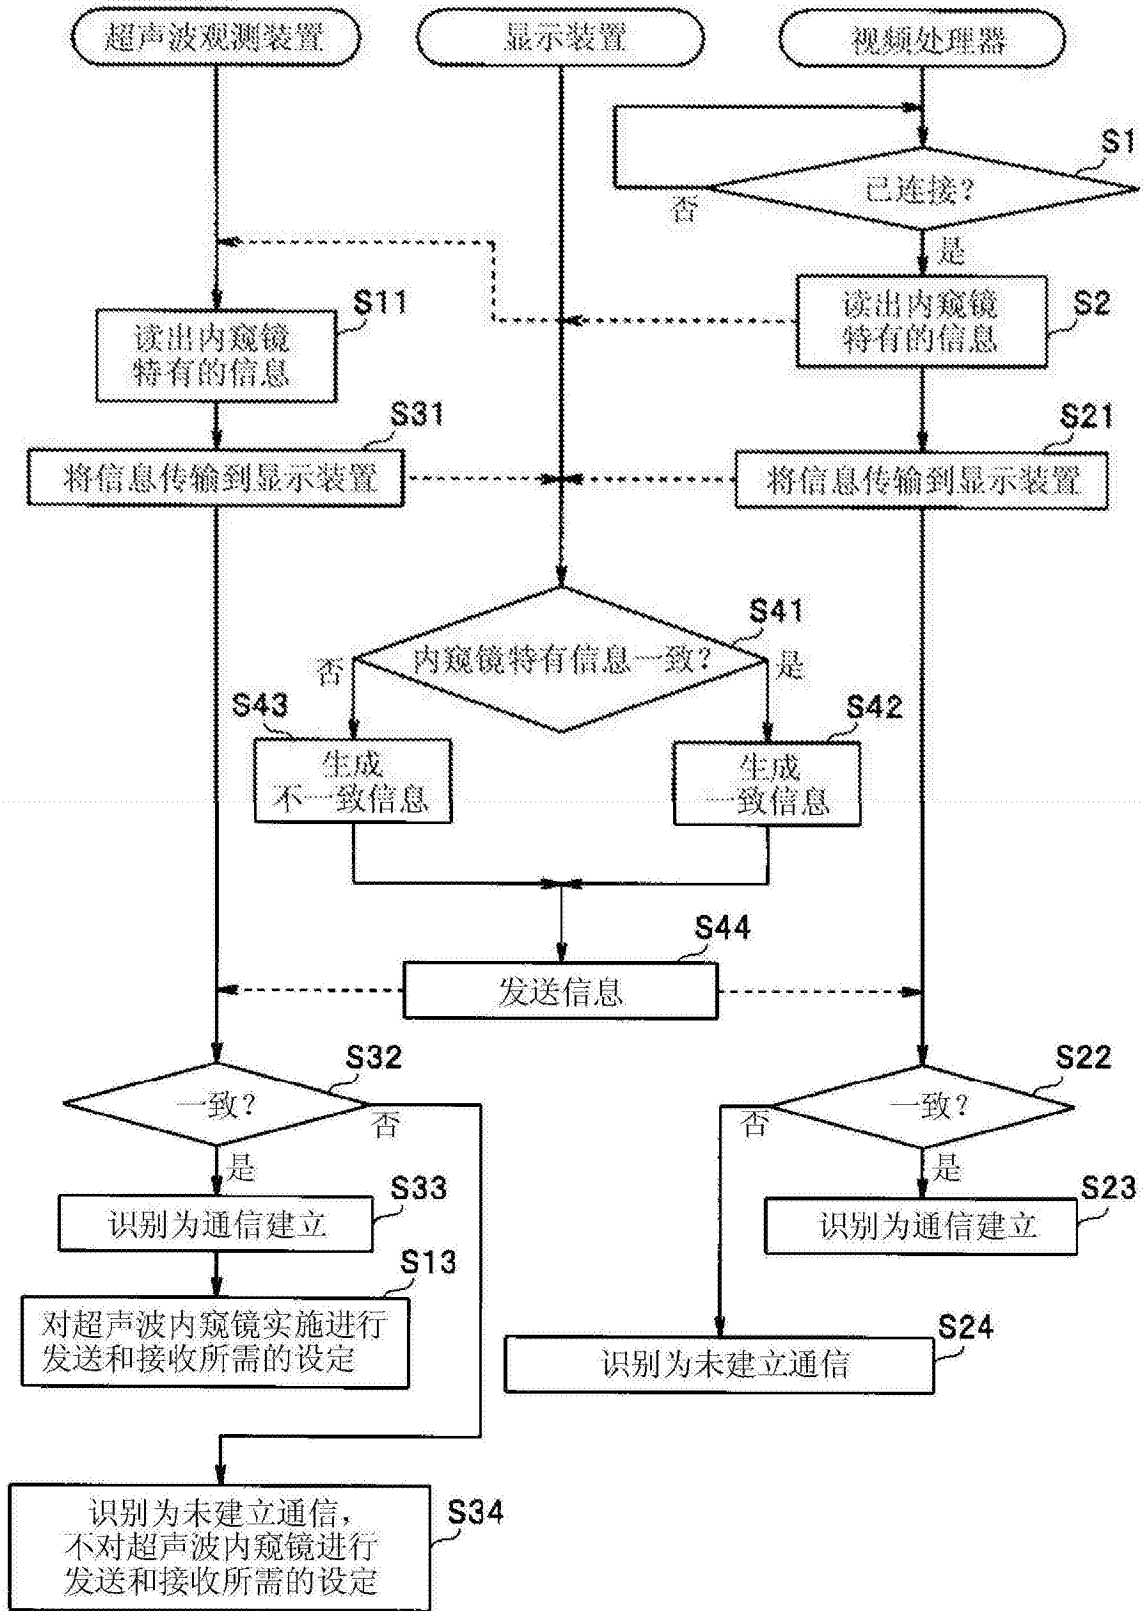 超声波观测装置
显示装置
视频处理器
S1
已连接?
否
是
S11
读出内窥镜
特有的信息
S2
读出内窥镜
特有的信息
S31
将信息传输到显示装置
S21
将信息传输到显示装置
S41
内窥镜特有信息一致?
否
是
S43
生成
不一致信息
S42
生成
一致信息
S44
发送信息
S32
一致?
否
是
S22
一致?
否
是
S33
识别为通信建立
S23
识别为通信建立
S13
对超声波内窥镜实施进行
发送和接收所需的设定
S24
识别为未建立通信
S34
识别为未建立通信,
不对超声波内窥镜进行
发送和接收所需的设定